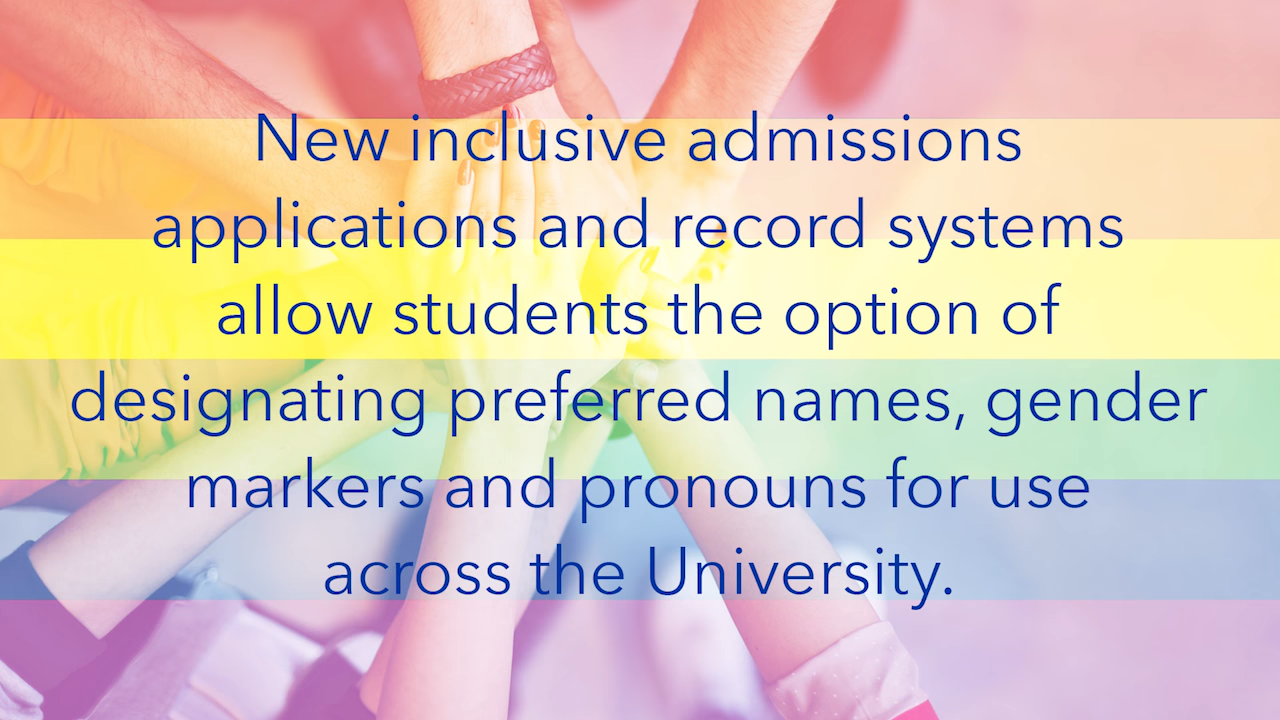 New inclusive admissions
applications and record systems
allow students the option of
designating preferred names, gender
markers and pronouns for use
across the University.